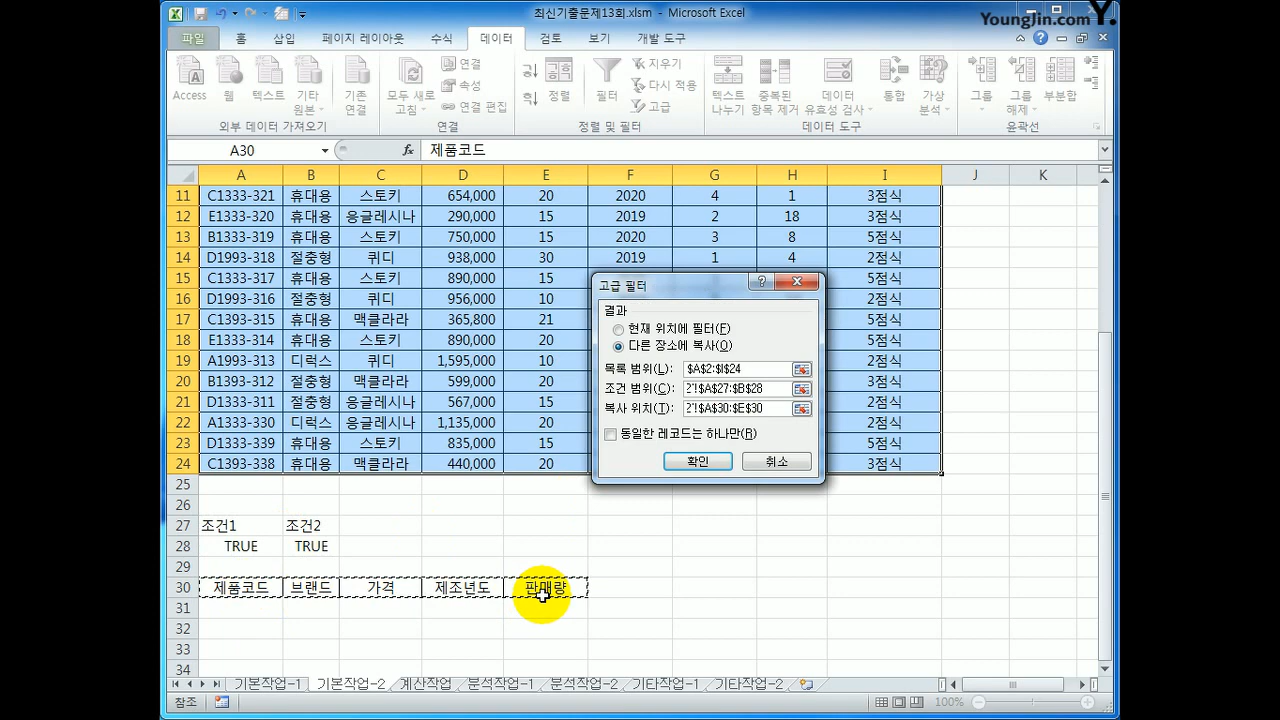 최신기출문제13회.xlsm - Microsoft Excel
YoungJin.com Y.
파일 홈 삽입 페이지 레이아웃 수식 데이터 검토 보기 개발 도구
Access 웹 텍스트 기타 원본 기존 연결
외부 데이터 가져오기
모두 새로 고침 연결 속성 연결 편집
연결
정렬 필터 지우기 다시 적용 고급
정렬 및 필터
텍스트 나누기 중복된 항목 제거 데이터 유효성 검사 통합 가상 분석
데이터 도구
그룹 그룹 해제 부분합
윤곽선
A30 fx 제품코드
A B C D E F G H I J K
11 C1333-321 휴대용 스토키 654,000 20 2020 4 1 3점식
12 E1333-320 휴대용 응글레시나 290,000 15 2019 2 18 3점식
13 B1333-319 휴대용 스토키 750,000 15 2020 3 8 5점식
14 D1993-318 절충형 퀴디 938,000 30 2019 1 4 2점식
15 C1333-317 휴대용 스토키 890,000 15 5점식
16 D1993-316 절충형 퀴디 956,000 10 2점식
17 C1393-315 휴대용 맥클라라 365,800 21 5점식
18 E1333-314 휴대용 스토키 890,000 20 5점식
19 A1993-313 디럭스 퀴디 1,595,000 10 2점식
20 B1393-312 절충형 맥클라라 599,000 20 3점식
21 D1333-311 절충형 응글레시나 567,000 15 2점식
22 A1333-330 디럭스 응글레시나 1,135,000 20 2점식
23 D1333-339 휴대용 스토키 835,000 15 5점식
24 C1393-338 휴대용 맥클라라 440,000 20 3점식
25
26
27 조건1 조건2
28 TRUE TRUE
29
30 제품코드 브랜드 가격 제조년도 판매량
31
32
33
34
고급 필터
결과
현재 위치에 필터(F)
다른 장소에 복사(O)
목록 범위(L): $A$2:$I$24
조건 범위(C): 2'!$A$27:$B$28
복사 위치(T): 2'!$A$30:$E$30
동일한 레코드는 하나만(R)
확인 취소
기본작업-1 기본작업-2 계산작업 분석작업-1 분석작업-2 기타작업-1 기타작업-2
참조 100%